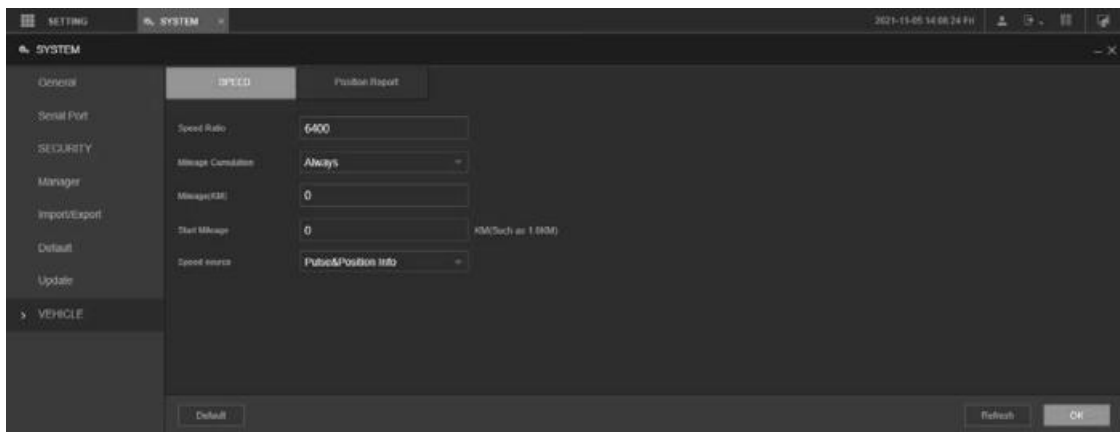 SETTING SYSTEM × 2021-11-05 14:08:24 Fri
SYSTEM
General SPEED Position Report
Serial Port
Speed Ratio 6400
SECURITY
Mileage Cumulation Always
Manager
Mileage(KM) 0
Import/Export
Start Mileage 0 KM(Such as 1.0KM)
Default
Speed source Pulse&Position Info
Update
VEHICLE
Default Refresh OK